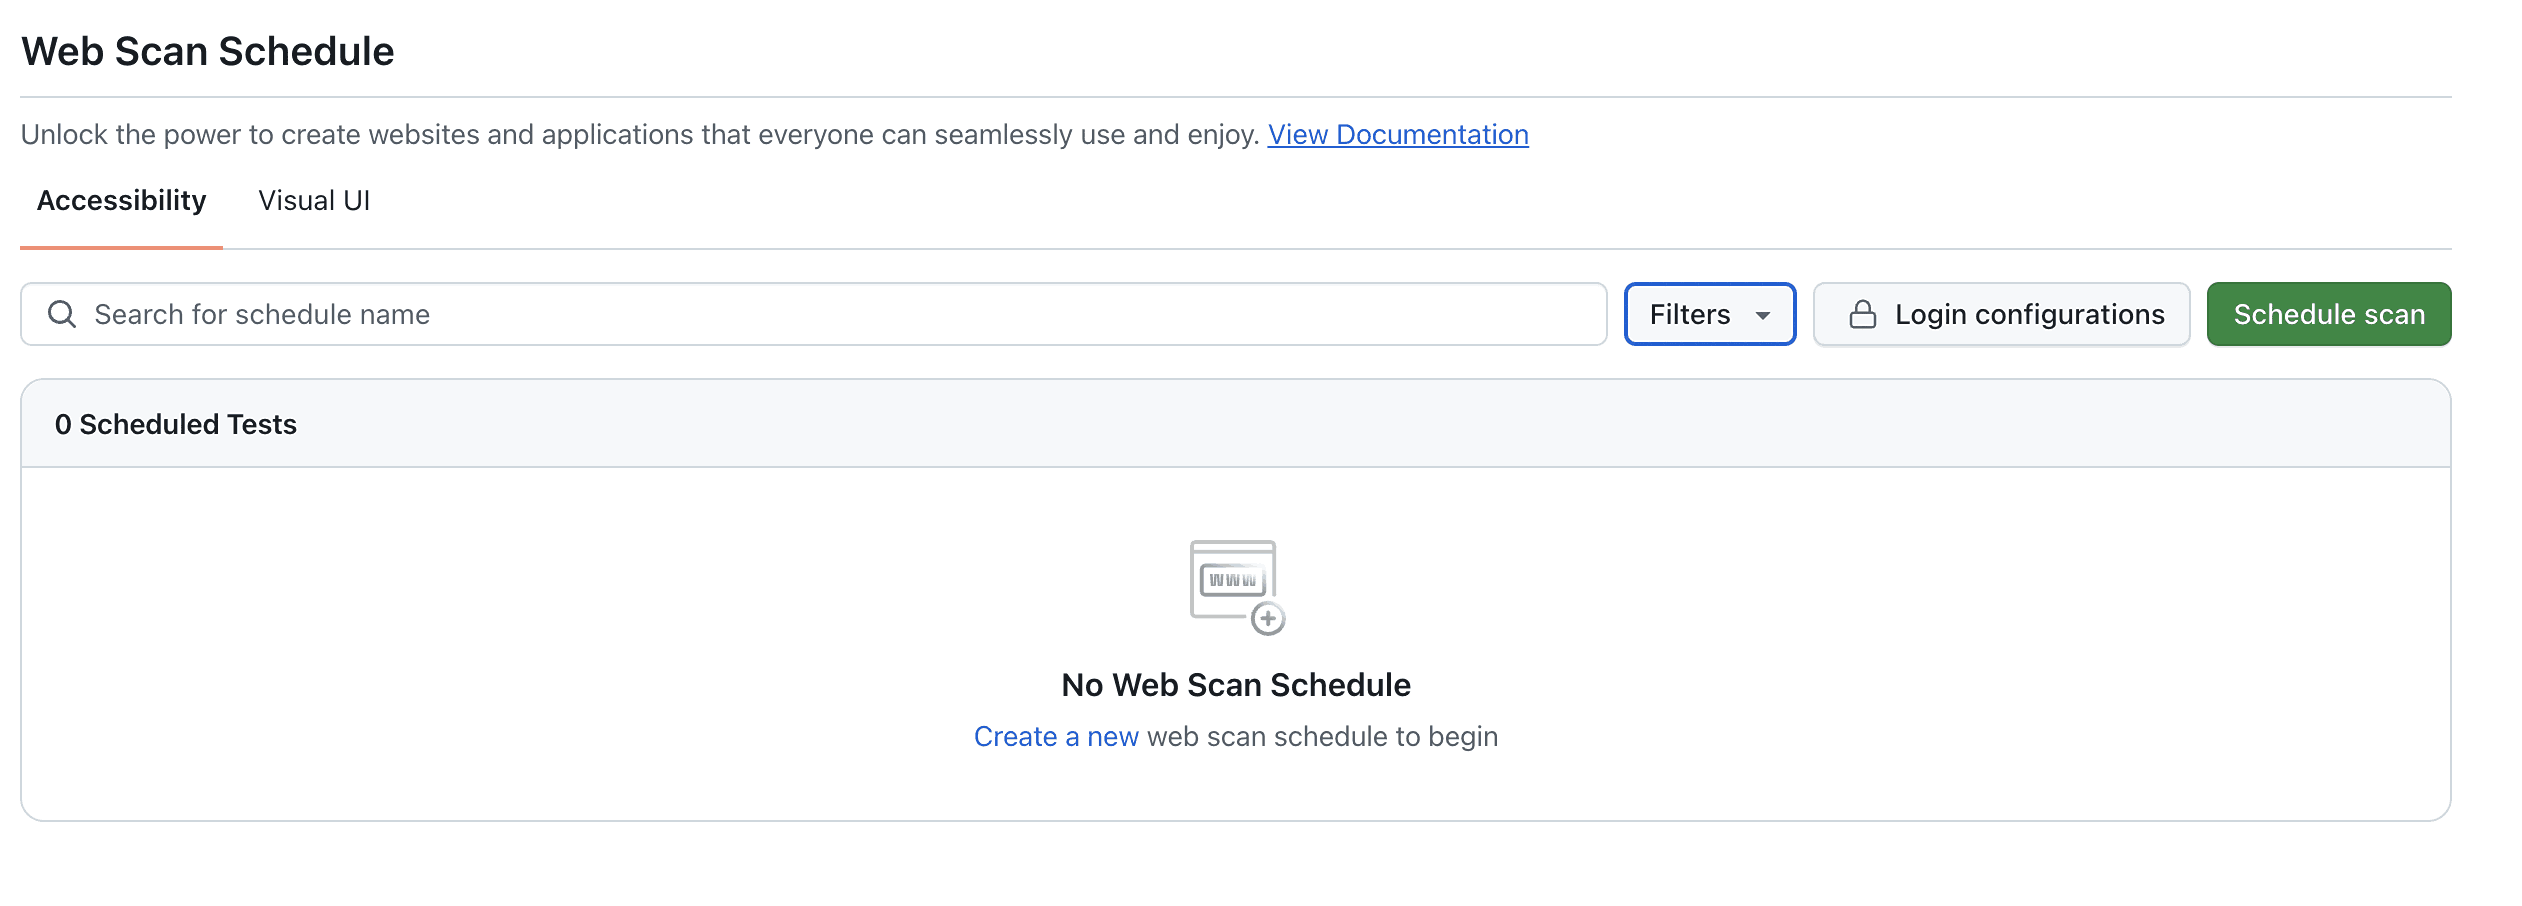 Web Scan Schedule
Unlock the power to create websites and applications that everyone can seamlessly use and enjoy. View Documentation
Accessibility Visual UI
Search for schedule name Filters Login configurations Schedule scan
0 Scheduled Tests
WWW
No Web Scan Schedule
Create a new web scan schedule to begin